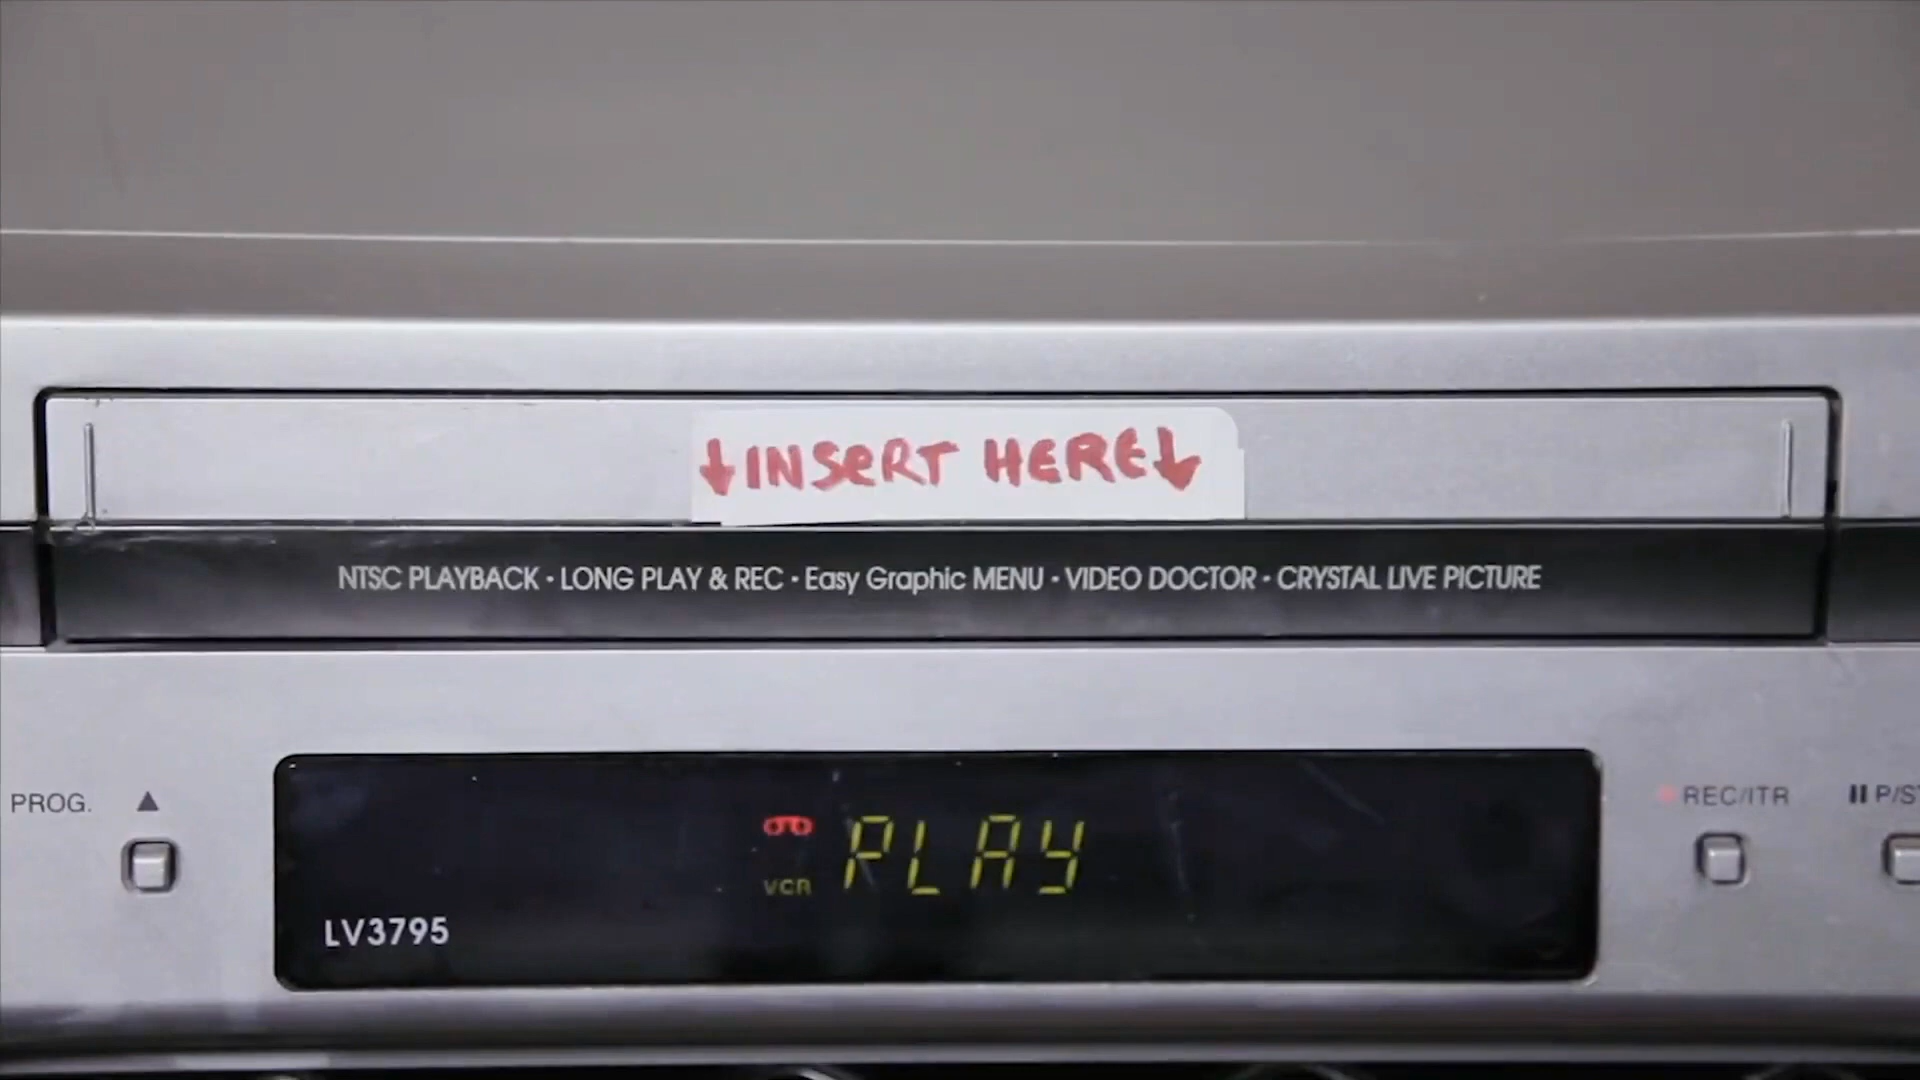 ↓INSERT HERE↓
NTSC PLAYBACK · LONG PLAY & REC · Easy Graphic MENU · VIDEO DOCTOR · CRYSTAL LIVE PICTURE
PROG. ▲
REC/ITR
P/ST
PLAY
VCR
LV3795